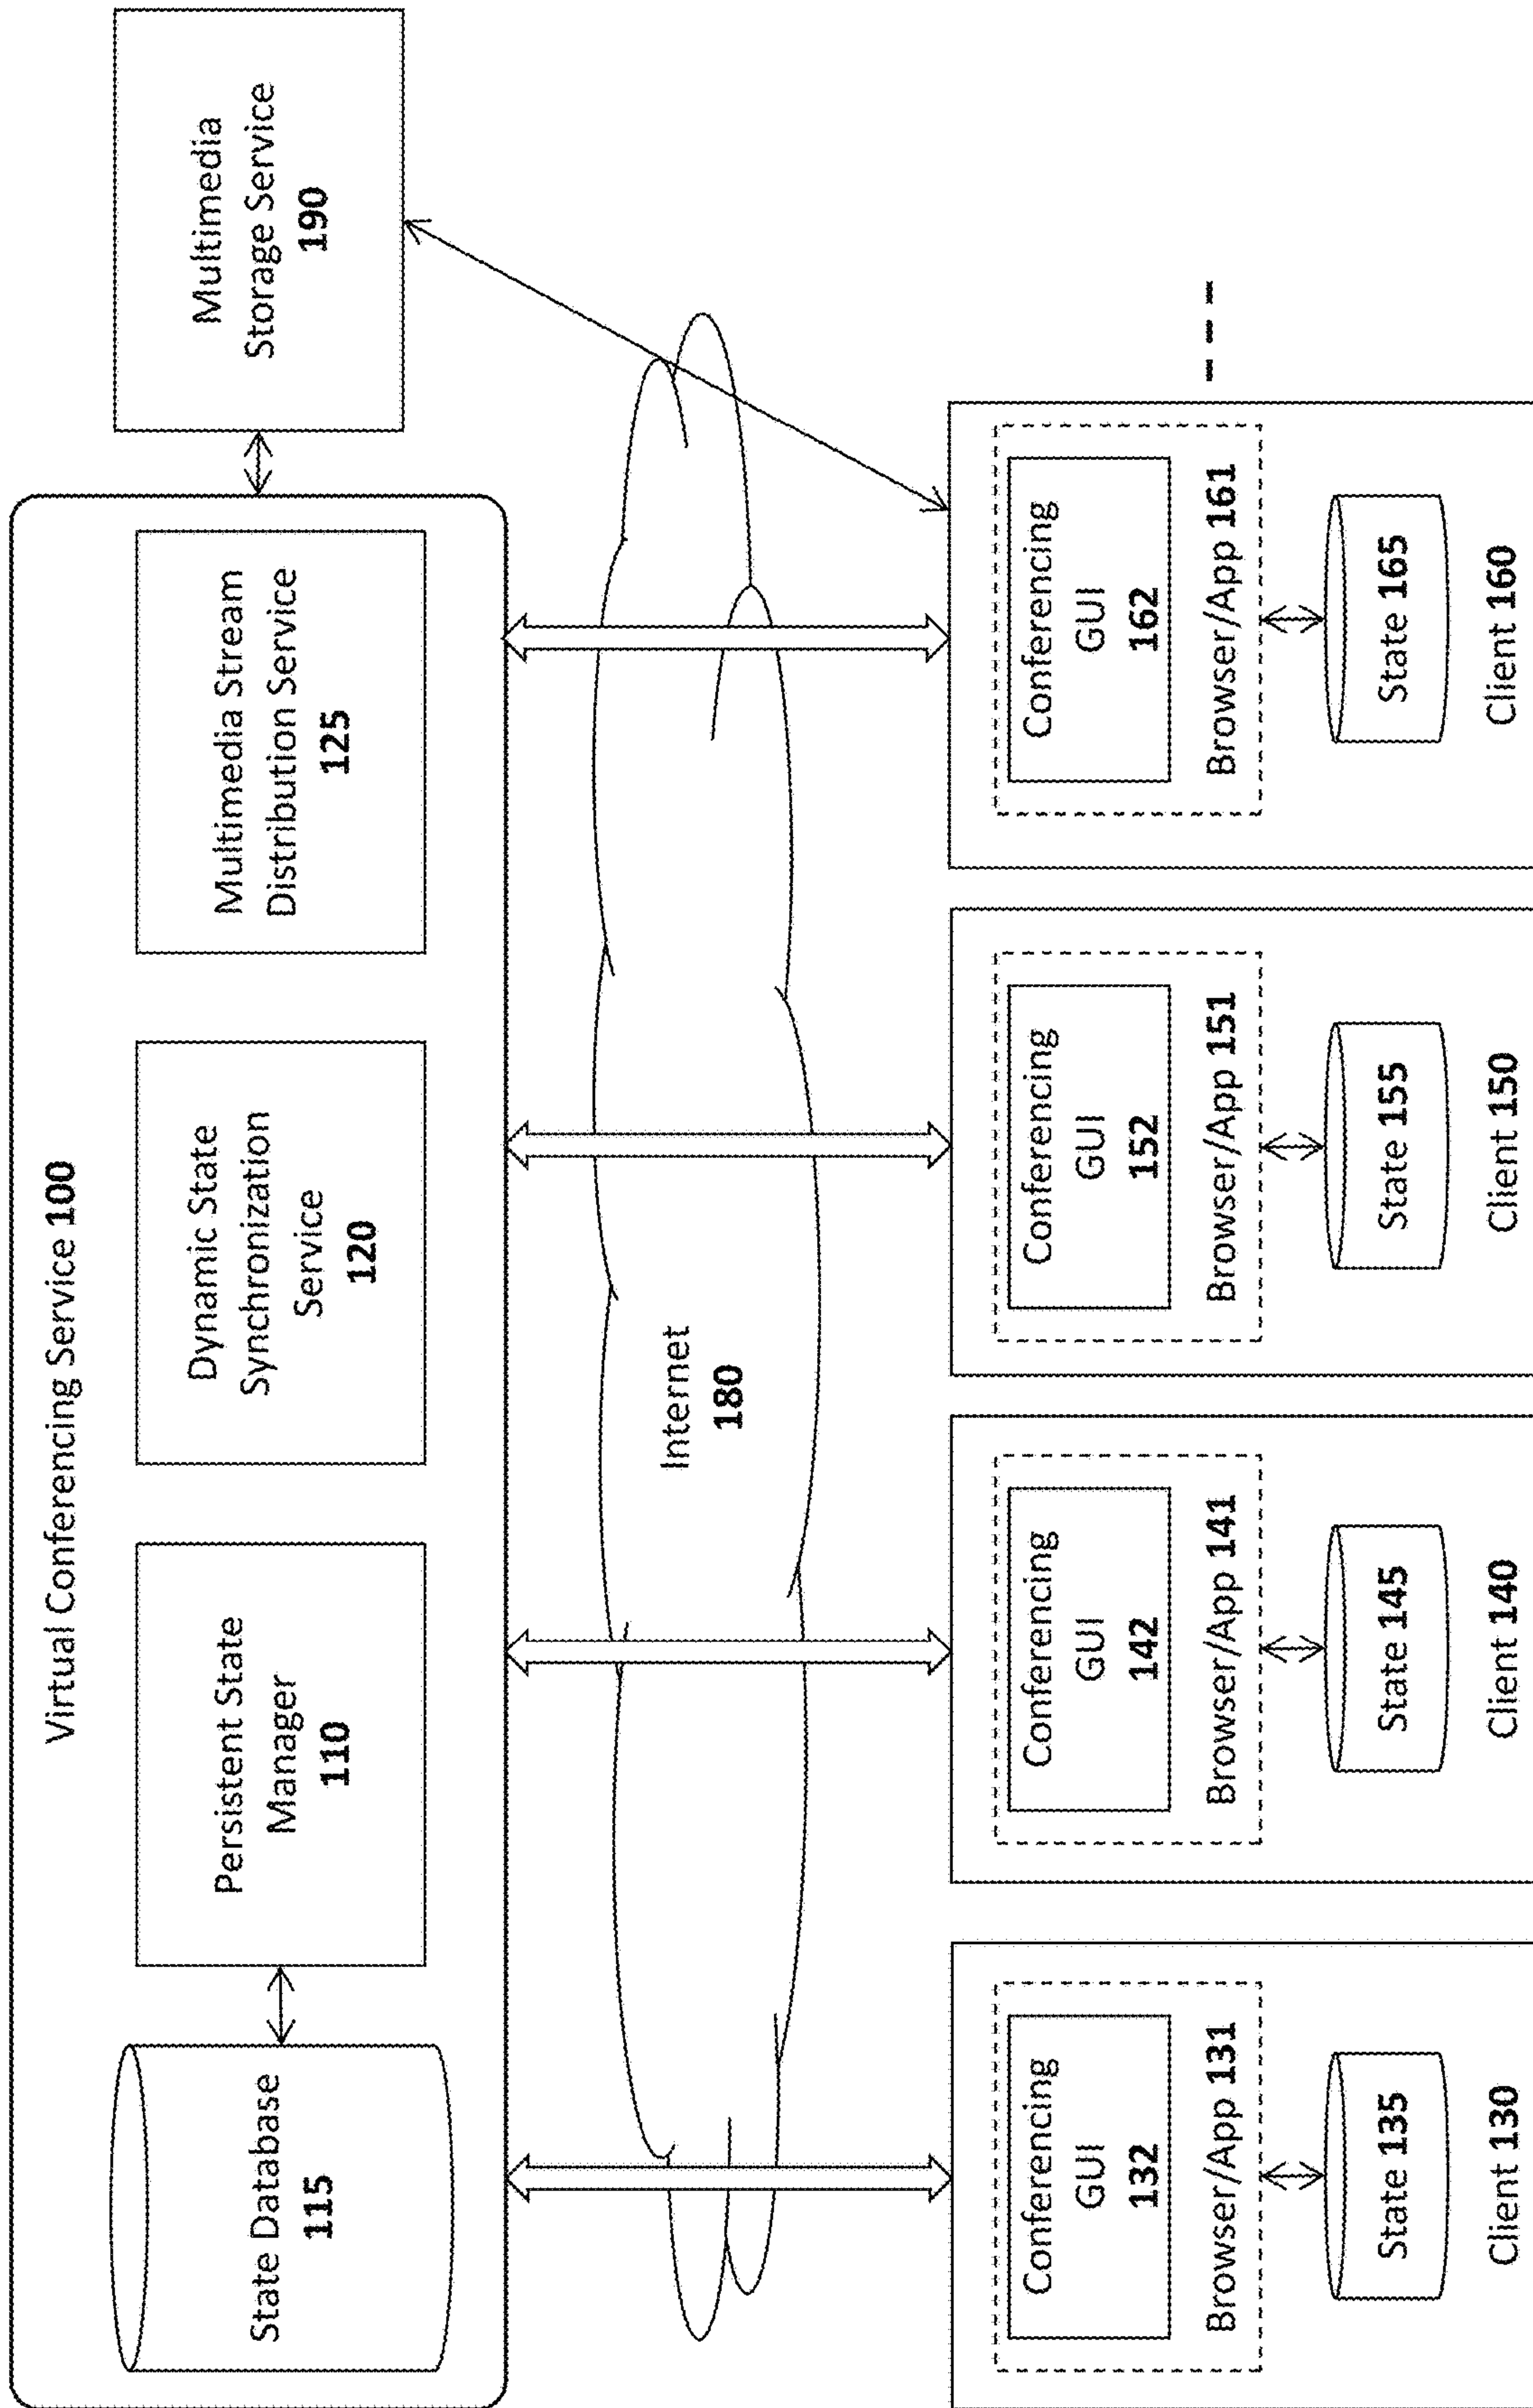 Virtual Conferencing Service 100
State Database
115
Persistent State
Manager
110
Dynamic State
Synchronization
Service
120
Multimedia Stream
Distribution Service
125
Multimedia
Storage Service
190
Internet
180
Conferencing
GUI
132
Browser/App 131
State 135
Client 130
Conferencing
GUI
142
Browser/App 141
State 145
Client 140
Conferencing
GUI
152
Browser/App 151
State 155
Client 150
Conferencing
GUI
162
Browser/App 161
State 165
Client 160